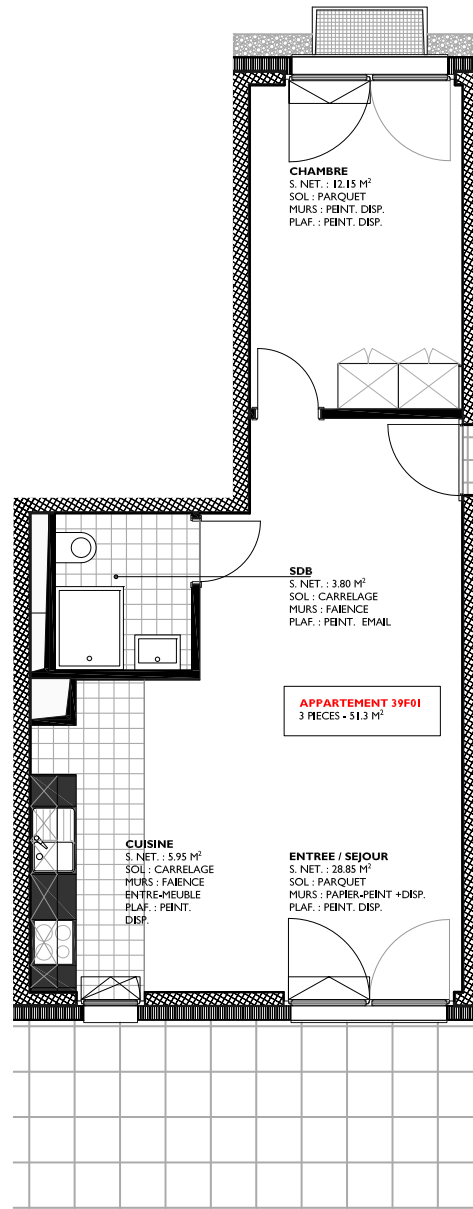 CHAMBRE
S. NET. : 12.15 M²
SOL : PARQUET
MURS : PEINT. DISP.
PLAF. : PEINT. DISP.
SDB
S. NET. : 3.80 M²
SOL : CARRELAGE
MURS : FAIENCE
PLAF. : PEINT. EMAIL
APPARTEMENT 39F01
3 PIECES - 51.3 M²
CUISINE
S. NET. : 5.95 M²
SOL : CARRELAGE
MURS : FAIENCE
ENTRE-MEUBLE
PLAF. : PEINT.
DISP.
ENTREE / SEJOUR
S. NET. : 28.85 M²
SOL : PARQUET
MURS : PAPIER-PEINT +DISP.
PLAF. : PEINT. DISP.